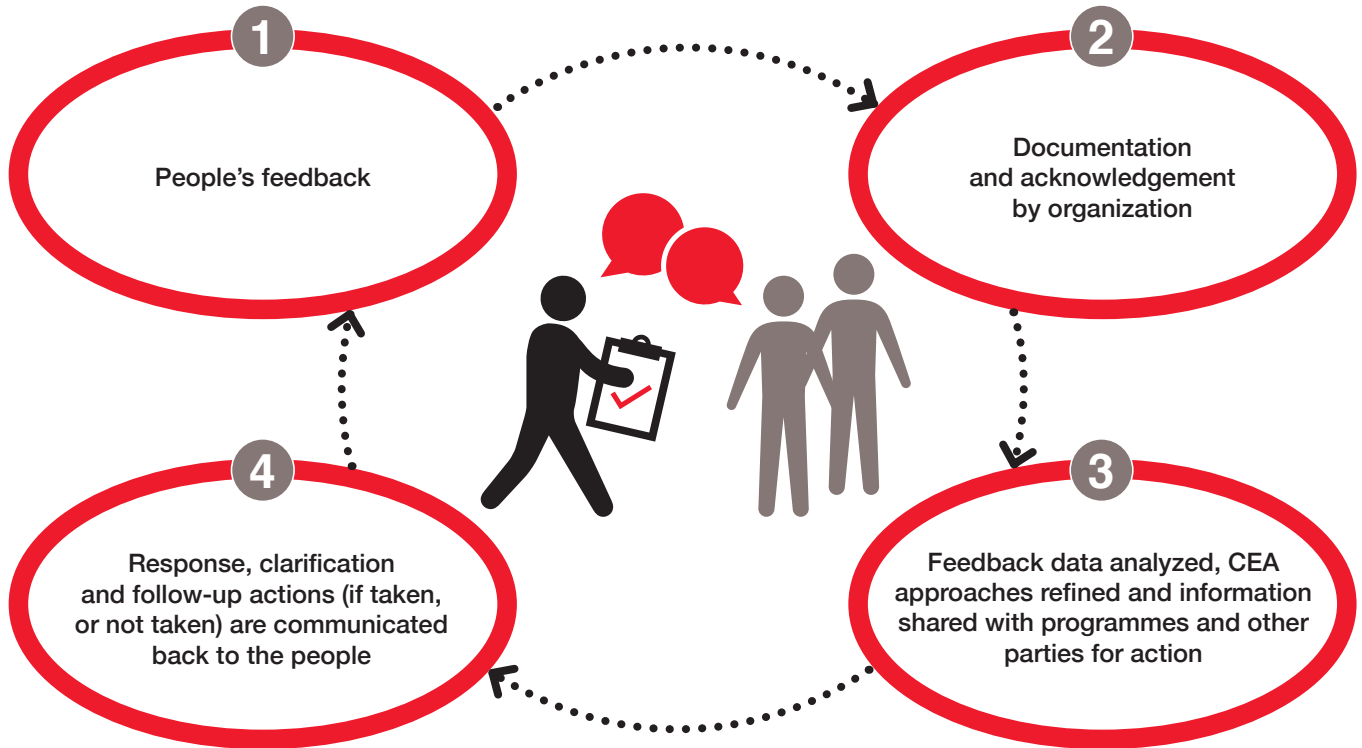 1
People’s feedback
2
Documentation
and acknowledgement
by organization
3
Feedback data analyzed, CEA
approaches refined and information
shared with programmes and other
parties for action
4
Response, clarification
and follow-up actions (if taken,
or not taken) are communicated
back to the people